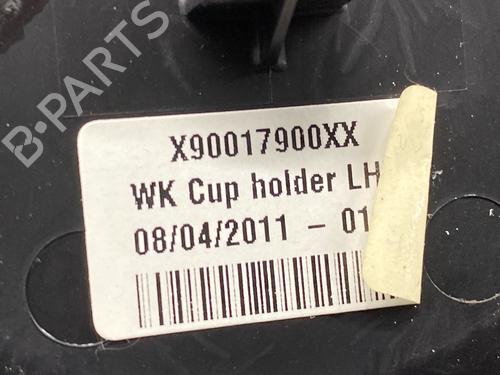 B-PARTS
X90017900XX
WK Cup holder LH
08/04/2011 - 01